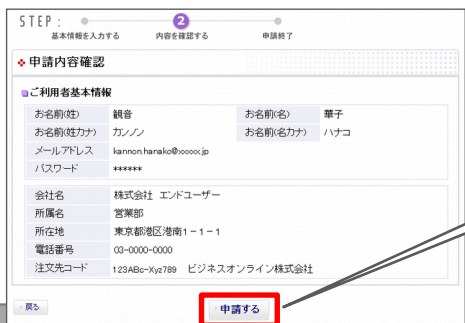 STEP :
2
基本情報を入力する
内容を確認する
申請終了
申請内容確認
ご利用者基本情報
お名前(姓) 観音 お名前(名) 華子
お名前(姓カナ) カンノン お名前(名カナ) ハナコ
メールアドレス kannon.hanako@xxxxx.jp
パスワード ******
会社名 株式会社 エンドユーザー
所属名 営業部
所在地 東京都港区港南1-1-1
電話番号 03-0000-0000
注文先コード 123ABc-Xyz789 ビジネスオンライン株式会社
戻る 申請する